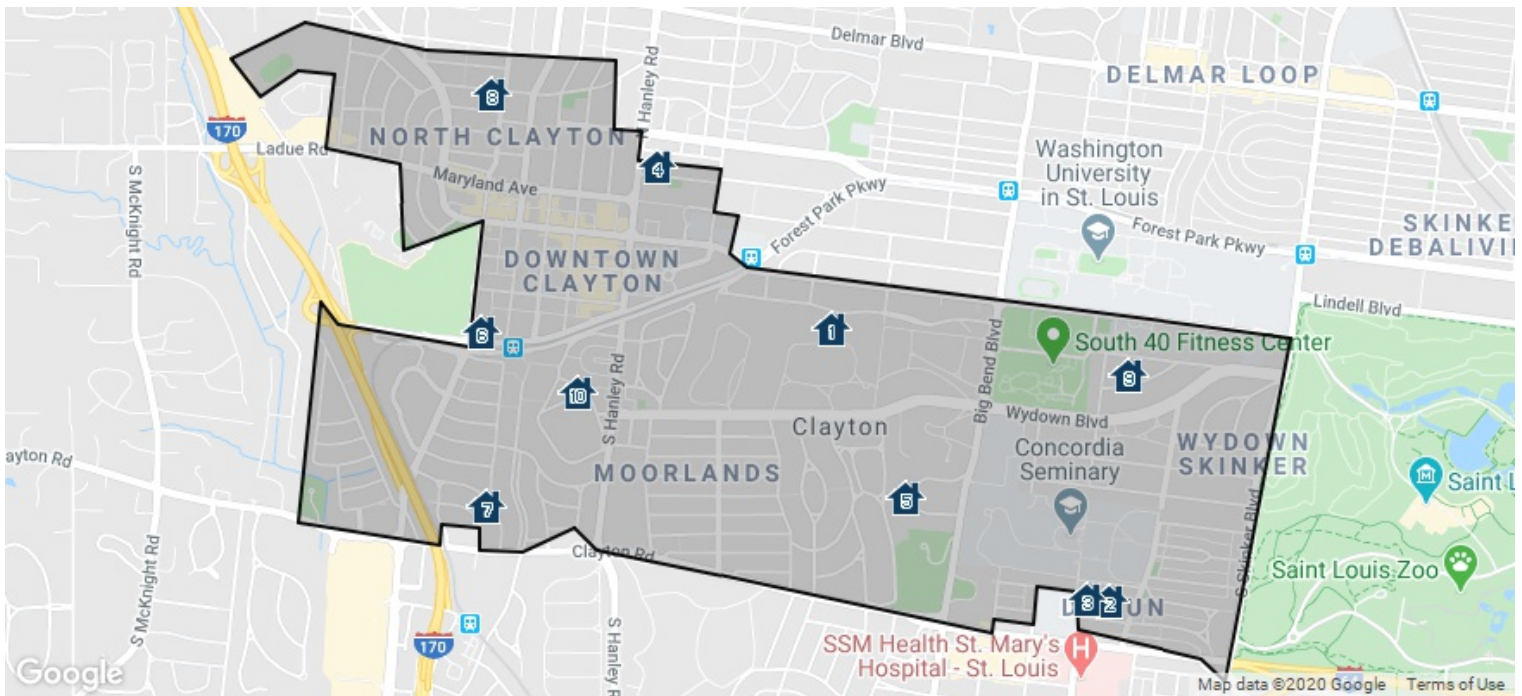 Delmar Blvd
DELMAR LOOP
N Hanley Rd
8
170
NORTH CLAYTON
Ladue Rd
4
Washington
University
in St. Louis
S McKnight Rd
Maryland Ave
Forest Park Pkwy
Forest Park Pkwy
SKINKE
DEBALIVI
DOWNTOWN
CLAYTON
Lindell Blvd
6
1
South 40 Fitness Center
9
10
S Hanley Rd
Big Bend Blvd
Wydown Blvd
Clayton
WYDOWN
SKINKER
Concordia
Seminary
ayton Rd
MOORLANDS
Saint L
5
7
S McKnight Rd
Clayton Rd
S Skinker Blvd
Saint Louis Zoo
3
2
D
UN
S Hanley R
170
SSM Health St. Mary's
Hospital - St. Louis
H
Google
Map data ©2020 Google
Terms of Use